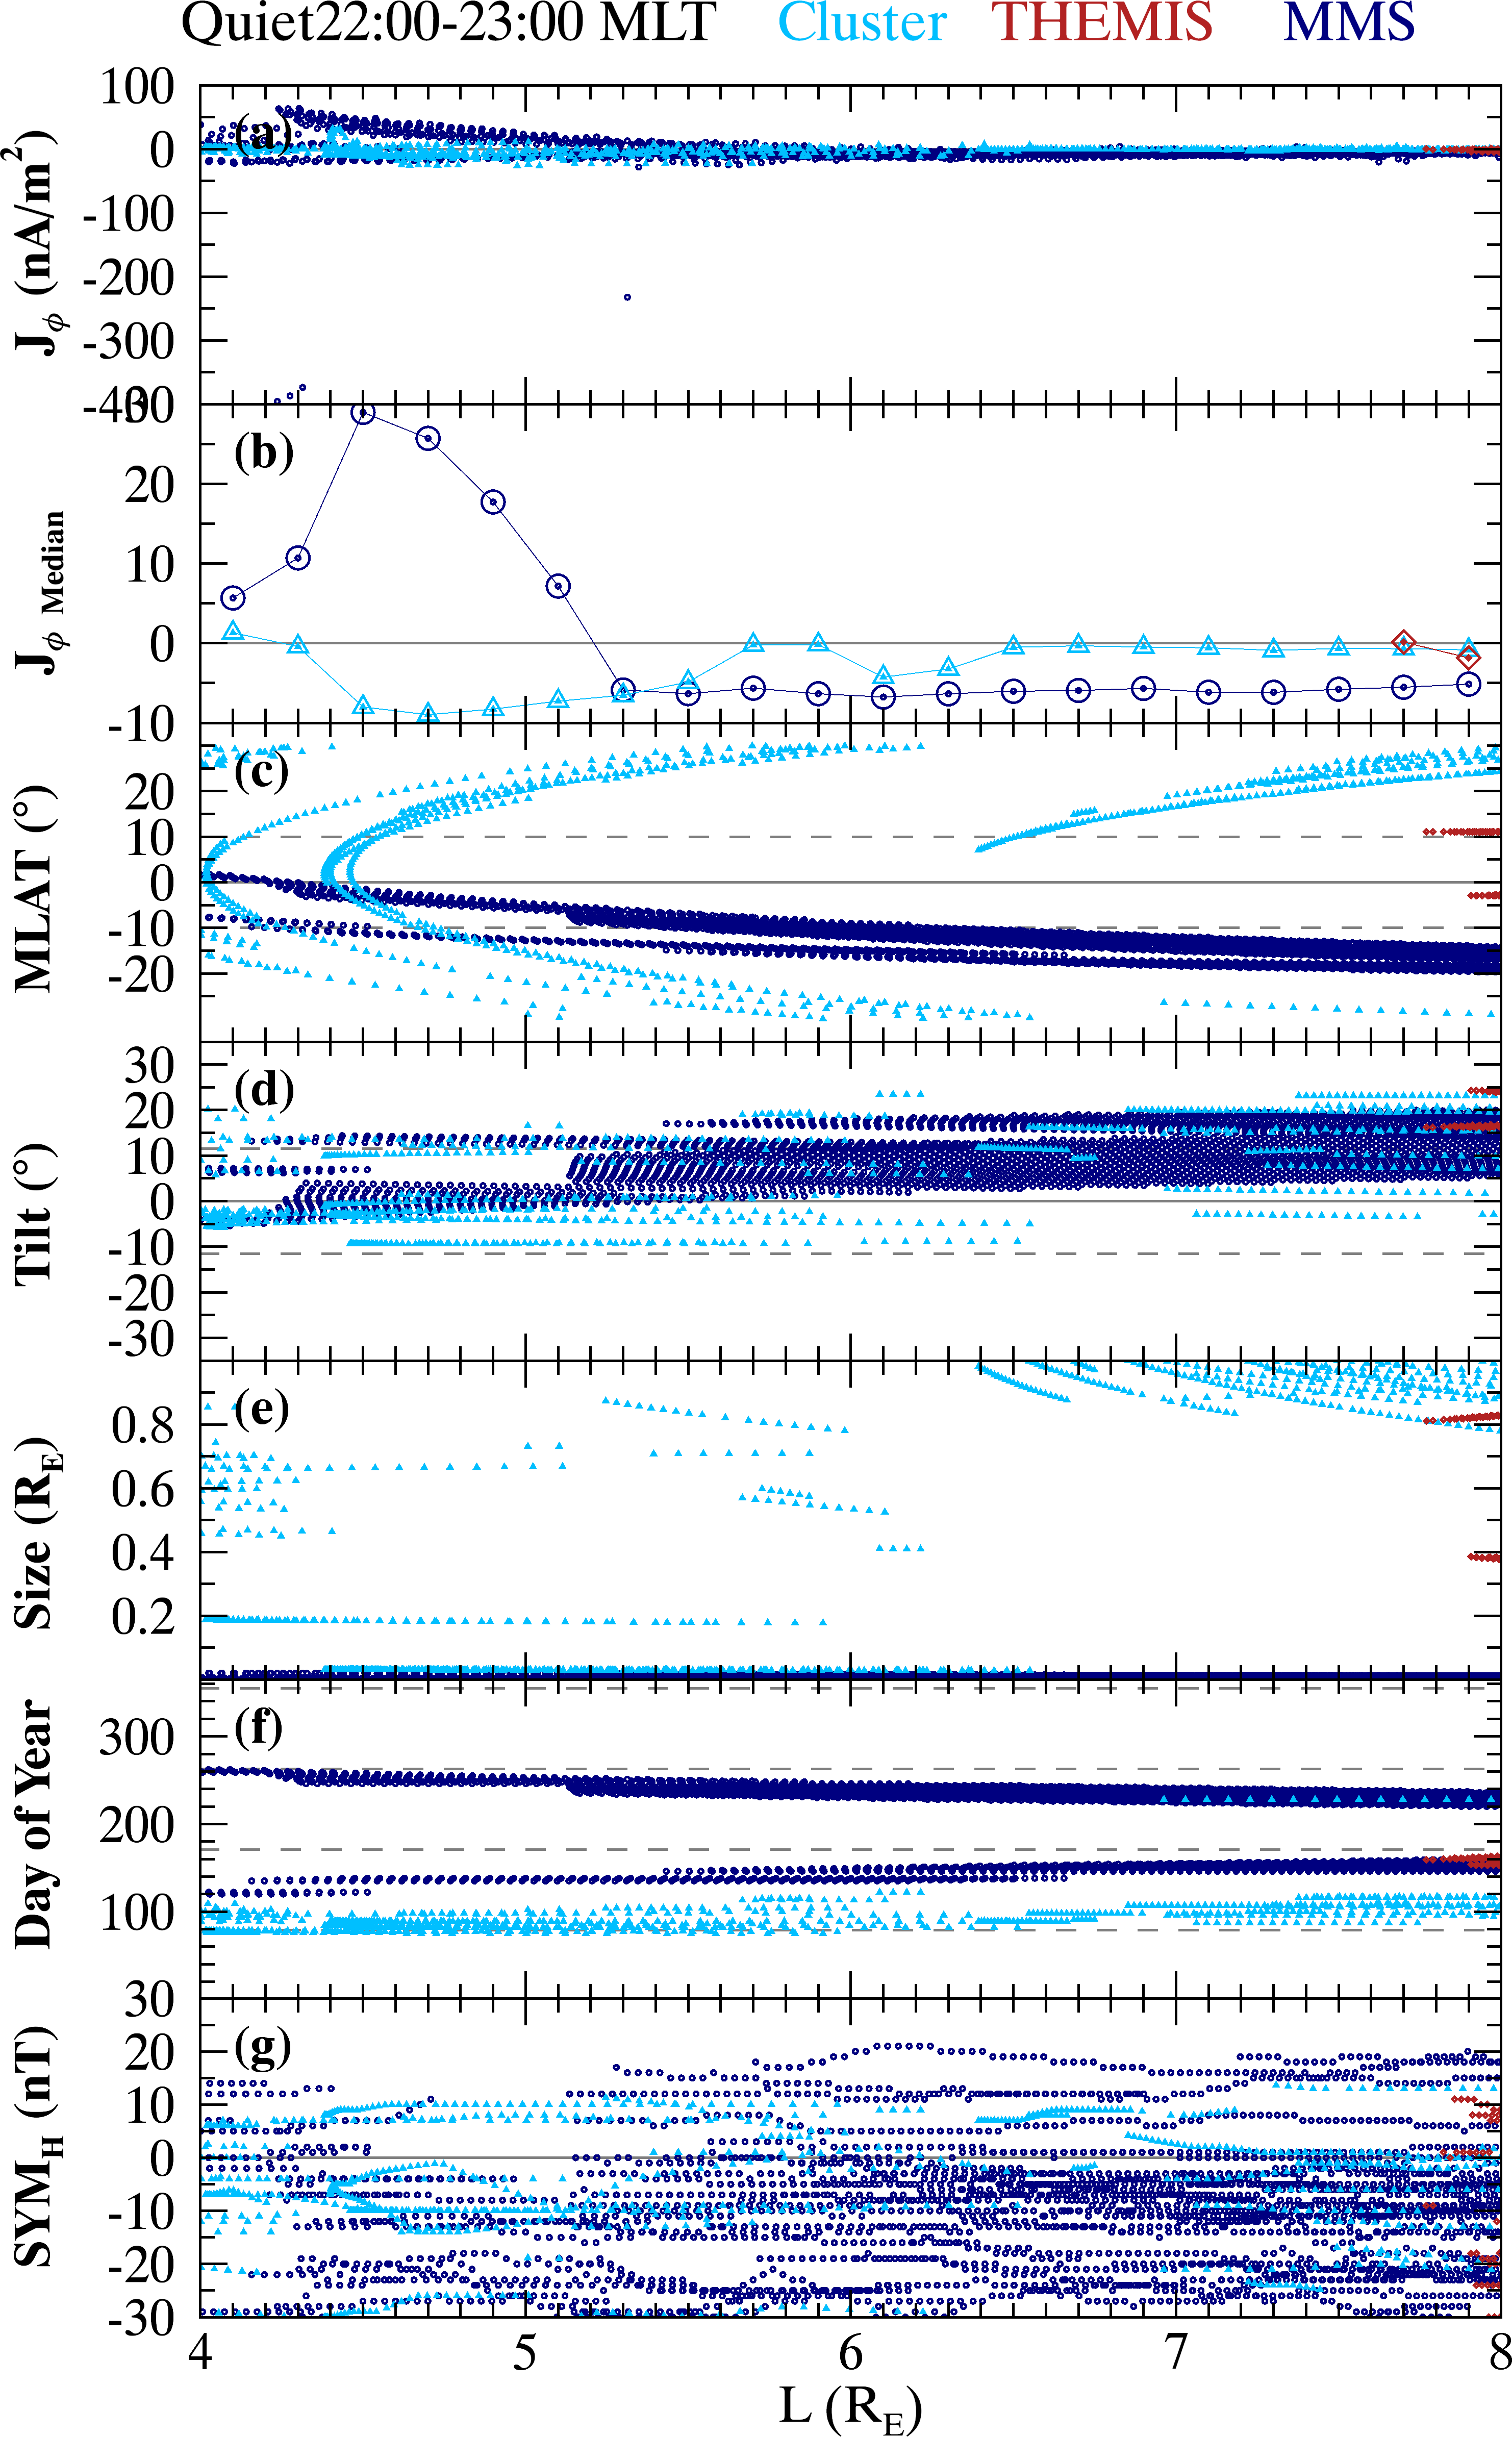 Quiet22:00-23:00 MLT Cluster THEMIS MMS
(a)
Jϕ (nA/m²)
100
0
-100
-200
-300
-400
(b)
Jϕ Median
30
20
10
0
-10
(c)
MLAT (°)
20
10
0
-10
-20
(d)
Tilt (°)
30
20
10
0
-10
-20
-30
(e)
Size (RE)
0.8
0.6
0.4
0.2
(f)
Day of Year
300
200
100
(g)
SYMH (nT)
30
20
10
0
-10
-20
-30
4 5 6 7 8
L (RE)